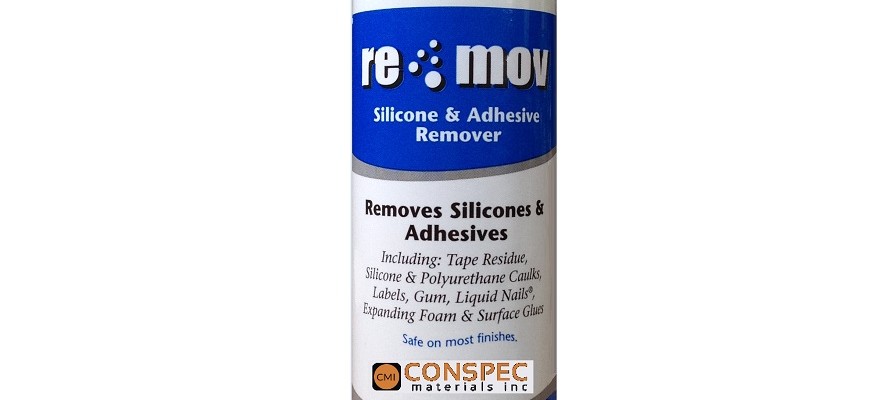 re mov
Silicone & Adhesive
Remover
Removes Silicones &
Adhesives
Including: Tape Residue,
Silicone & Polyurethane Caulks,
Labels, Gum, Liquid Nails®,
Expanding Foam & Surface Glues
Safe on most finishes.
CMI CONSPEC
materials inc